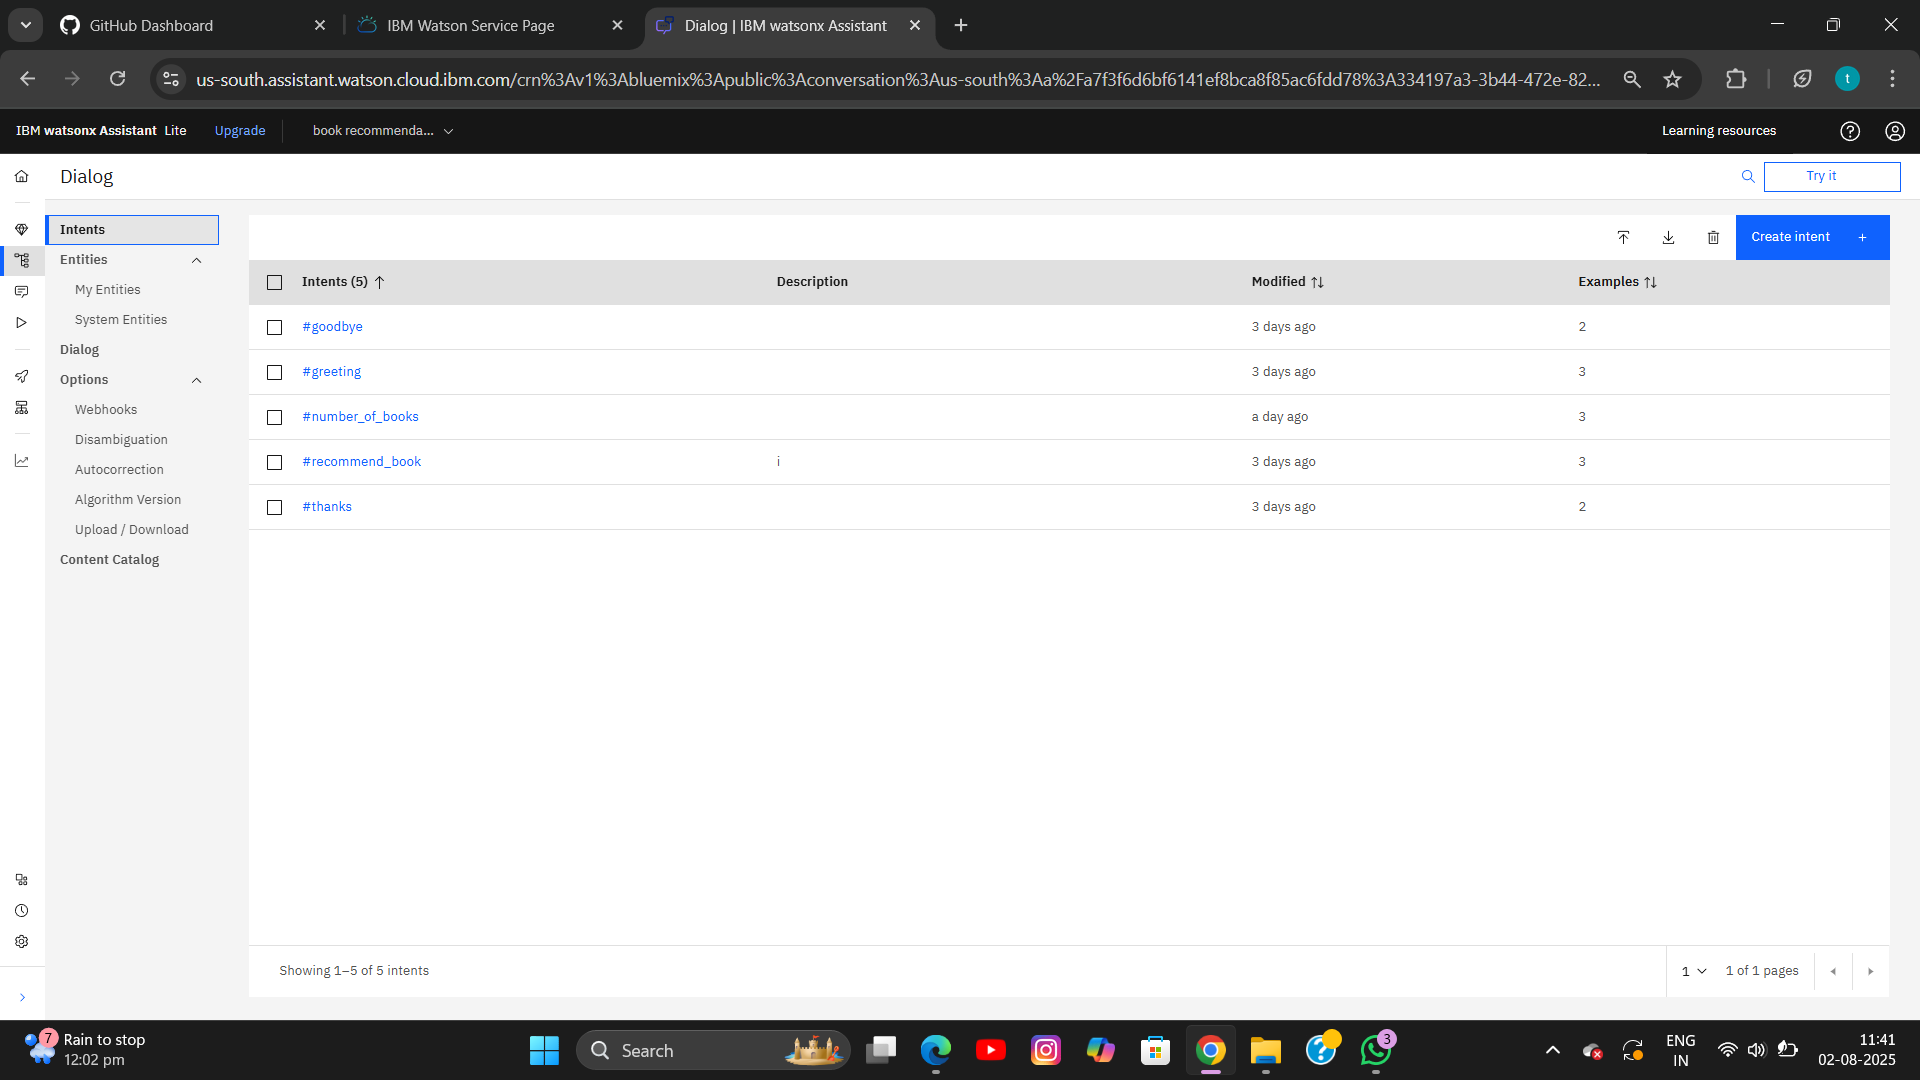 GitHub Dashboard
IBM Watson Service Page
Dialog | IBM watsonx Assistant
us-south.assistant.watson.cloud.ibm.com/crn%3Av1%3Abluemix%3Apublic%3Aconversation%3Aus-south%3Aa%2Fa7f3f6d6bf6141ef8bca8f85ac6fdd78%3A334197a3-3b44-472e-82...
t
IBM watsonx Assistant Lite
Upgrade
book recommenda...
Learning resources
Dialog
Try it
Intents
Entities
My Entities
System Entities
Dialog
Options
Webhooks
Disambiguation
Autocorrection
Algorithm Version
Upload / Download
Content Catalog
Create intent +
Intents (5) Description Modified Examples
#goodbye 3 days ago 2
#greeting 3 days ago 3
#number_of_books a day ago 3
#recommend_book i 3 days ago 3
#thanks 3 days ago 2
Showing 1–5 of 5 intents
1 1 of 1 pages
7
Rain to stop
12:02 pm
Search
3
ENG
IN
11:41
02-08-2025